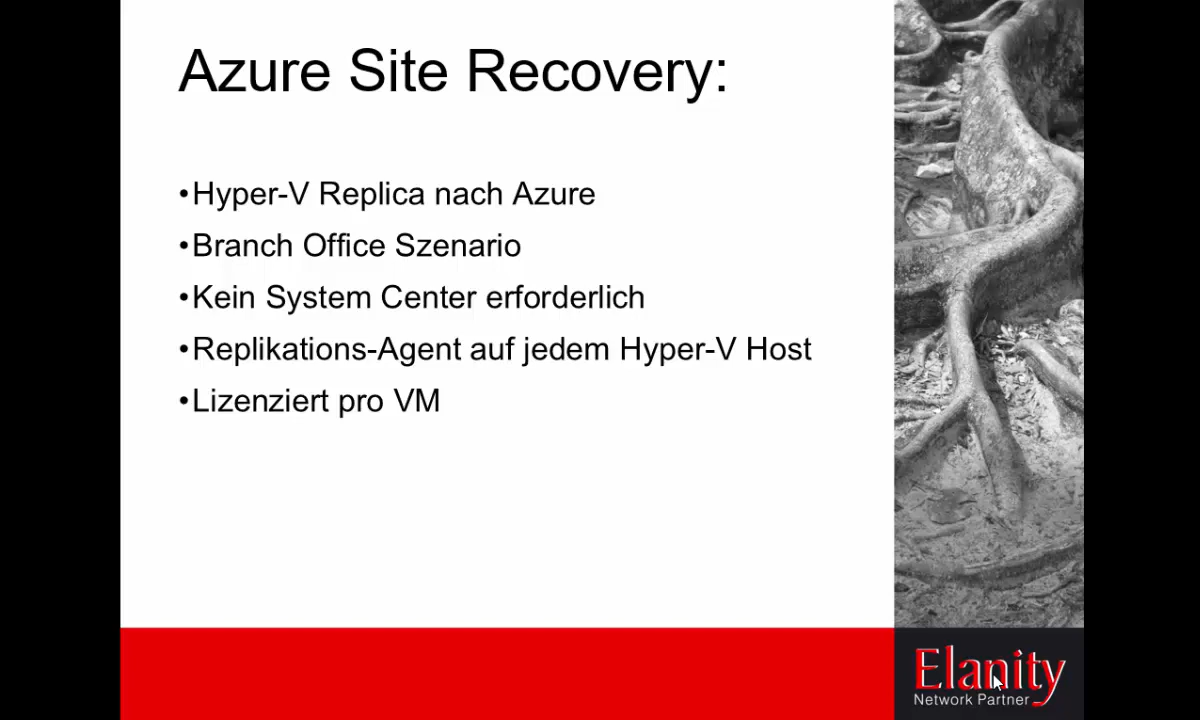 Azure Site Recovery:
•Hyper-V Replica nach Azure
•Branch Office Szenario
•Kein System Center erforderlich
•Replikations-Agent auf jedem Hyper-V Host
•Lizenziert pro VM
Elanity
Network Partner